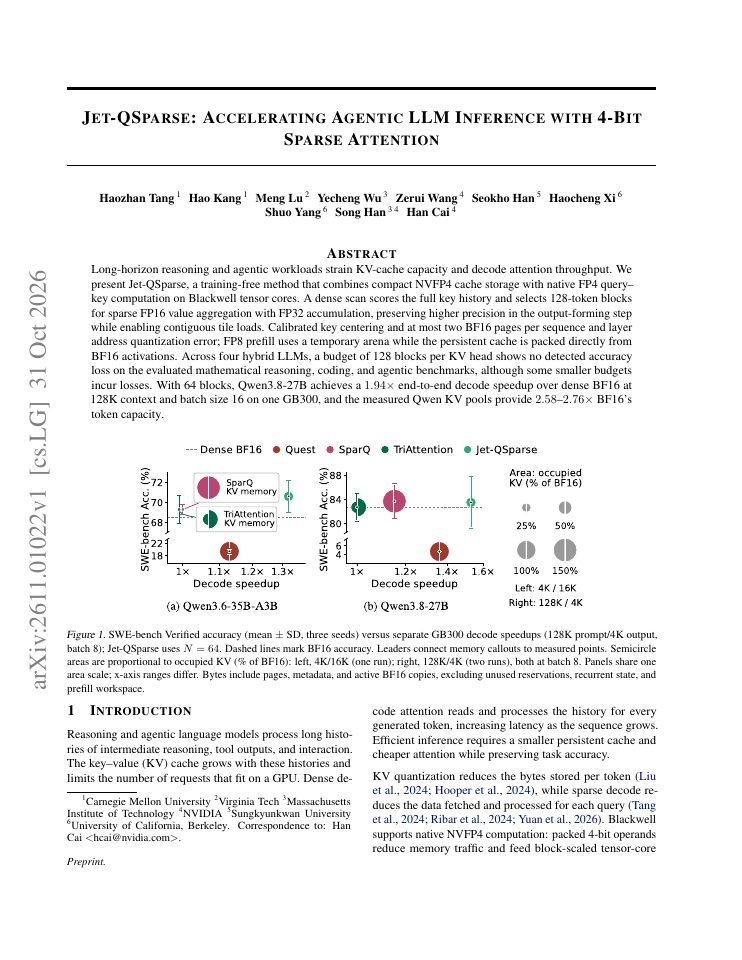 JET-QSPARSE: ACCELERATING AGENTIC LLM INFERENCE WITH 4-BIT
SPARSE ATTENTION
Haozhan Tang 1 Hao Kang 1 Meng Lu 2 Yecheng Wu 3 Zerui Wang 4 Seokho Han 5 Haocheng Xi 6
Shuo Yang 6 Song Han 3 4 Han Cai 4
ABSTRACT
Long-horizon reasoning and agentic workloads strain KV-cache capacity and decode attention throughput. We
present Jet-QSparse, a training-free method that combines compact NVFP4 cache storage with native FP4 query–
key computation on Blackwell tensor cores. A dense scan scores the full key history and selects 128-token blocks
for sparse FP16 value aggregation with FP32 accumulation, preserving higher precision in the output-forming step
while enabling contiguous tile loads. Calibrated key centering and at most two BF16 pages per sequence and layer
address quantization error; FP8 prefill uses a temporary arena while the persistent cache is packed directly from
BF16 activations. Across four hybrid LLMs, a budget of 128 blocks per KV head shows no detected accuracy
loss on the evaluated mathematical reasoning, coding, and agentic benchmarks, although some smaller budgets
incur losses. With 64 blocks, Qwen3.8-27B achieves a 1.94× end-to-end decode speedup over dense BF16 at
128K context and batch size 16 on one GB300, and the measured Qwen KV pools provide 2.58–2.76× BF16's
token capacity.
Dense BF16 Quest SparQ TriAttention Jet-QSparse
SWE-bench Acc. (%)
72
70
68
22
18
SparQ
KV memory
TriAttention
KV memory
1× 1.1× 1.2× 1.3×
Decode speedup
(a) Qwen3.6-35B-A3B
SWE-bench Acc. (%)
88
84
80
6
4
1× 1.2× 1.4× 1.6×
Decode speedup
(b) Qwen3.8-27B
Area: occupied
KV (% of BF16)
25% 50%
100% 150%
Left: 4K / 16K
Right: 128K / 4K
Figure 1. SWE-bench Verified accuracy (mean ± SD, three seeds) versus separate GB300 decode speedups (128K prompt/4K output,
batch 8); Jet-QSparse uses N = 64. Dashed lines mark BF16 accuracy. Leaders connect memory callouts to measured points. Semicircle
areas are proportional to occupied KV (% of BF16): left, 4K/16K (one run); right, 128K/4K (two runs), both at batch 8. Panels share one
area scale; x-axis ranges differ. Bytes include pages, metadata, and active BF16 copies, excluding unused reservations, recurrent state, and
prefill workspace.
1 INTRODUCTION
Reasoning and agentic language models process long histo-
ries of intermediate reasoning, tool outputs, and interaction.
The key–value (KV) cache grows with these histories and
limits the number of requests that fit on a GPU. Dense de-
1Carnegie Mellon University 2Virginia Tech 3Massachusetts
Institute of Technology 4NVIDIA 5Sungkyunkwan University
6University of California, Berkeley. Correspondence to: Han
Cai <hcai@nvidia.com>.
Preprint.
code attention reads and processes the history for every
generated token, increasing latency as the sequence grows.
Efficient inference requires a smaller persistent cache and
cheaper attention while preserving task accuracy.
KV quantization reduces the bytes stored per token (Liu
et al., 2024; Hooper et al., 2024), while sparse decode re-
duces the data fetched and processed for each query (Tang
et al., 2024; Ribar et al., 2024; Yuan et al., 2026). Blackwell
supports native NVFP4 computation: packed 4-bit operands
reduce memory traffic and feed block-scaled tensor-core
arXiv:2611.01022v1 [cs.LG] 31 Oct 2026